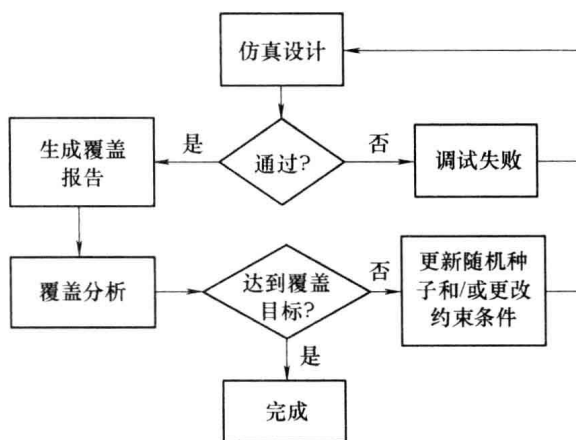 仿真设计
是
否
生成覆盖
报告
通过?
调试失败
覆盖分析
达到覆盖
目标?
否
更新随机种
子和/或更改
约束条件
是
完成